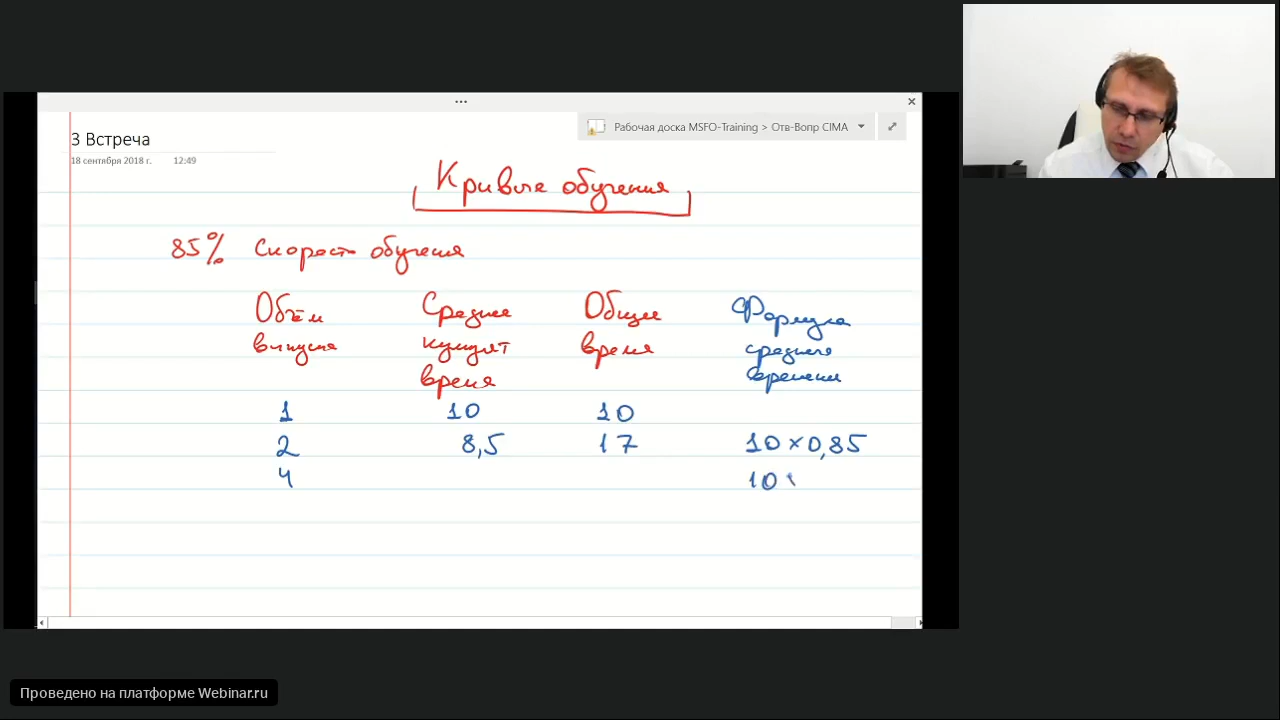 3 Встреча
18 сентября 2018 г. 12:49
Рабочая доска MSFO-Training > Отв-Вопр CIMA
Кривые обучения
85% Скорость обучения
Объём выпуска
Среднее кумулят время
Общее время
Формула среднего времени
1 10 10
2 8,5 17 10 × 0,85
4 10
Проведено на платформе Webinar.ru